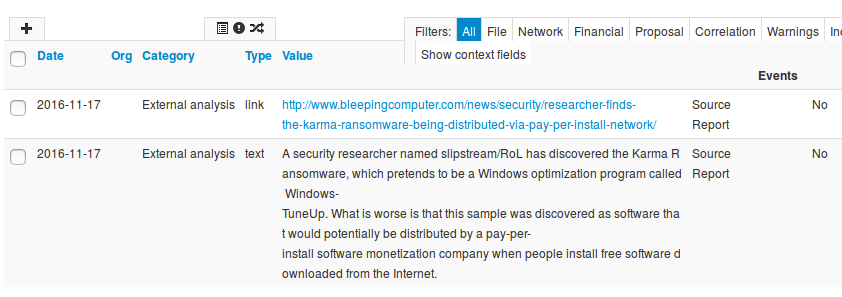 +
Filters: All File Network Financial Proposal Correlation Warnings
Show context fields
Date Org Category Type Value
Events
2016-11-17 External analysis link http://www.bleepingcomputer.com/news/security/researcher-finds- Source No
the-karma-ransomware-being-distributed-via-pay-per-install-network/ Report
2016-11-17 External analysis text A security researcher named slipstream/RoL has discovered the Karma R Source No
ansomware, which pretends to be a Windows optimization program called Report
Windows-
TuneUp. What is worse is that this sample was discovered as software tha
t would potentially be distributed by a pay-per-
install software monetization company when people install free software d
ownloaded from the Internet.